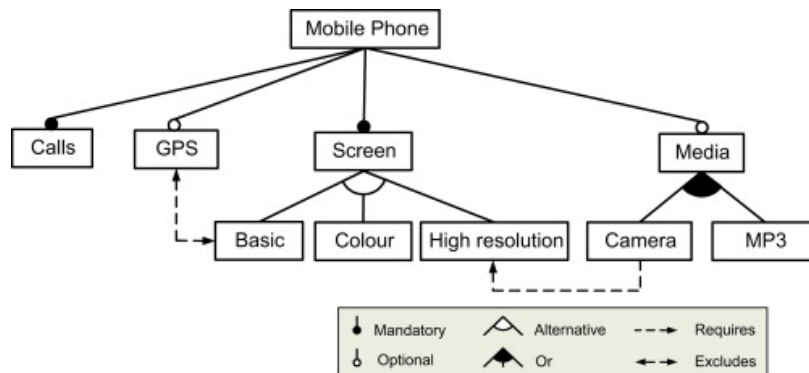 Mobile Phone
Calls
GPS
Screen
Media
Basic
Colour
High resolution
Camera
MP3
Mandatory
Alternative
Requires
Optional
Or
Excludes